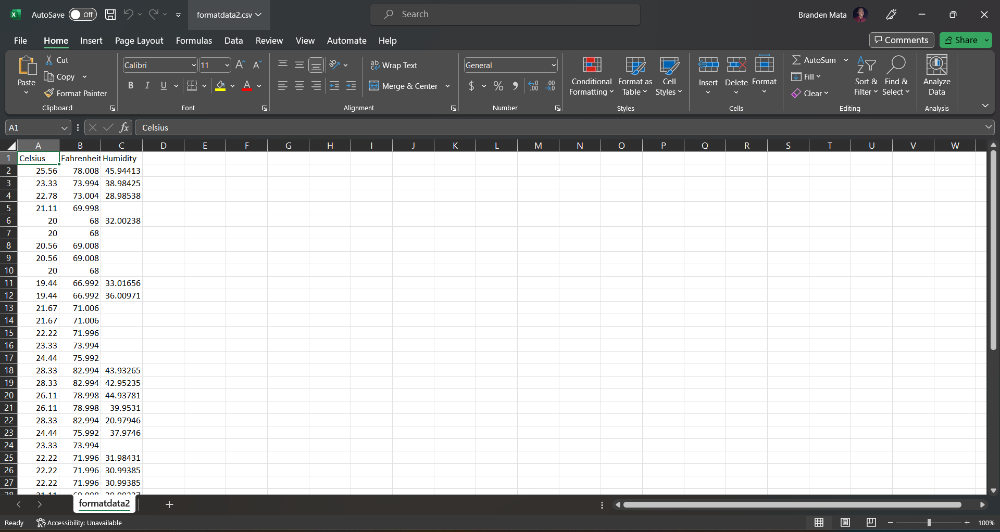 AutoSave Off formatdata2.csv Search Branden Mata
File Home Insert Page Layout Formulas Data Review View Automate Help Comments Share
Paste
Cut
Copy
Format Painter
Clipboard
Calibri 11
B I U A
Font
Wrap Text
Merge & Center
Alignment
General
$ % 9 .00 .00
Number
Conditional Formatting
Format as Table
Cell Styles
Styles
Insert Delete Format
Cells
AutoSum
Fill
Clear
Sort & Filter
Find & Select
Editing
Analyze Data
Analysis
A1 fx Celsius
A B C D E F G H I J K L M N O P Q R S T U V W
1 Celsius Fahrenheit Humidity
2 25.56 78.008 45.94413
3 23.33 73.994 38.98425
4 22.78 73.004 28.98538
5 21.11 69.998
6 20 68 32.00238
7 20 68
8 20.56 69.008
9 20.56 69.008
10 20 68
11 19.44 66.992 33.01656
12 19.44 66.992 36.00971
13 21.67 71.006
14 21.67 71.006
15 22.22 71.996
16 23.33 73.994
17 24.44 75.992
18 28.33 82.994 43.93265
19 28.33 82.994 42.95235
20 26.11 78.998 44.93781
21 26.11 78.998 39.9531
22 28.33 82.994 20.97946
23 24.44 75.992 37.9746
24 23.33 73.994
25 22.22 71.996 31.98431
26 22.22 71.996 30.99385
27 22.22 71.996 30.99385
formatdata2
Ready Accessibility: Unavailable 100%